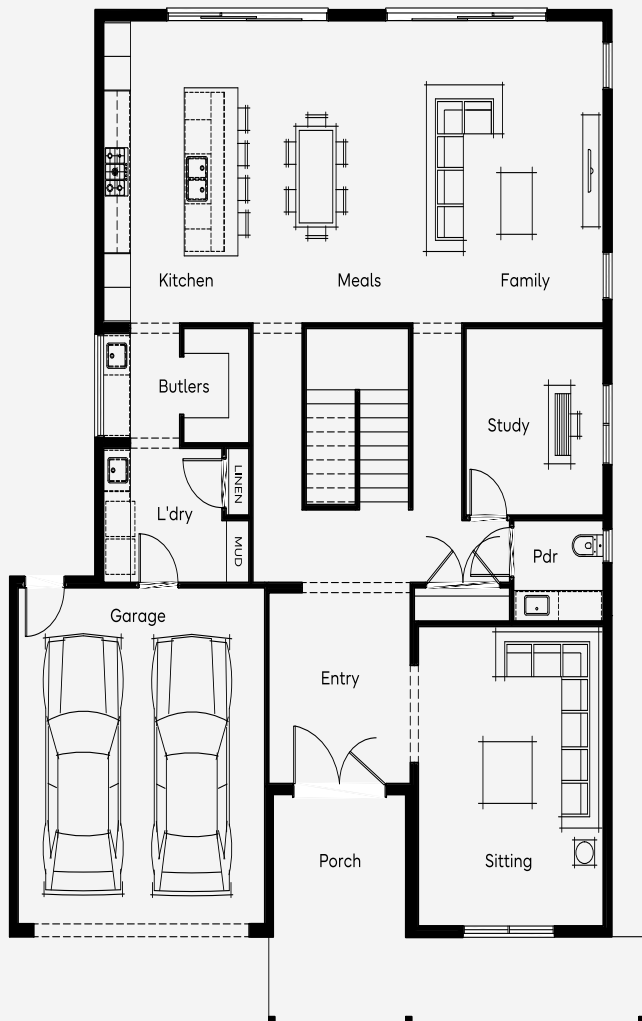 Kitchen
Meals
Family
Butlers
Study
LINEN
L'dry
MUD
Pdr
Garage
Entry
Porch
Sitting